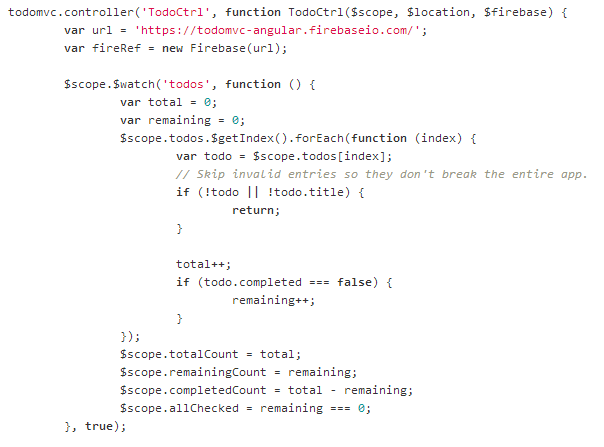 todomvc.controller('TodoCtrl', function TodoCtrl($scope, $location, $firebase) {
        var url = 'https://todomvc-angular.firebaseio.com/';
        var fireRef = new Firebase(url);

        $scope.$watch('todos', function () {
                var total = 0;
                var remaining = 0;
                $scope.todos.$getIndex().forEach(function (index) {
                        var todo = $scope.todos[index];
                        // Skip invalid entries so they don't break the entire app.
                        if (!todo || !todo.title) {
                                return;
                        }

                        total++;
                        if (todo.completed === false) {
                                remaining++;
                        }
                });
                $scope.totalCount = total;
                $scope.remainingCount = remaining;
                $scope.completedCount = total - remaining;
                $scope.allChecked = remaining === 0;
        }, true);